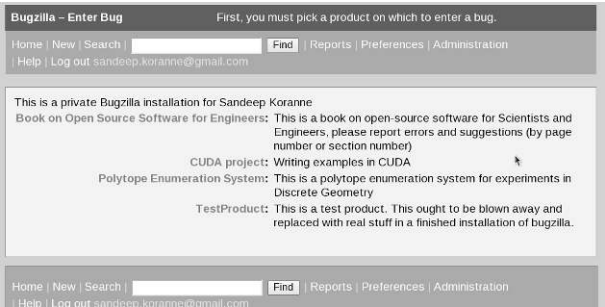 Bugzilla – Enter Bug First, you must pick a product on which to enter a bug.
Home | New | Search | Find | Reports | Preferences | Administration
| Help | Log out sandeep.koranne@gmail.com
This is a private Bugzilla installation for Sandeep Koranne
Book on Open Source Software for Engineers: This is a book on open-source software for Scientists and
Engineers, please report errors and suggestions (by page
number or section number)
CUDA project: Writing examples in CUDA
Polytope Enumeration System: This is a polytope enumeration system for experiments in
Discrete Geometry
TestProduct: This is a test product. This ought to be blown away and
replaced with real stuff in a finished installation of bugzilla.
Home | New | Search | Find | Reports | Preferences | Administration
| Help | Log out sandeep.koranne@gmail.com